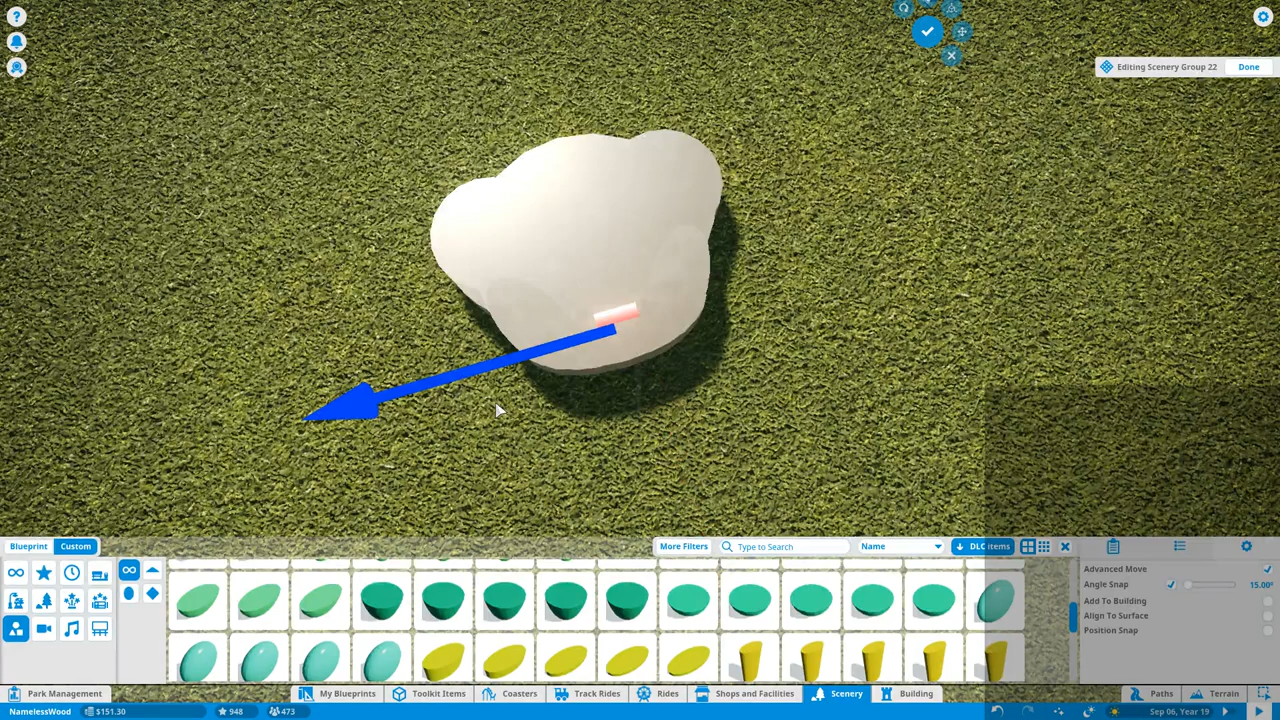 ?
Editing Scenery Group 22 Done
Blueprint Custom More Filters Type to Search Name DLC items
Advanced Move
Angle Snap 15.00°
Add To Building
Align To Surface
Position Snap
Park Management My Blueprints Toolkit Items Coasters Track Rides Rides Shops and Facilities Scenery Building Paths Terrain
NamelessWood $151.30 948 473 Sep 06, Year 19